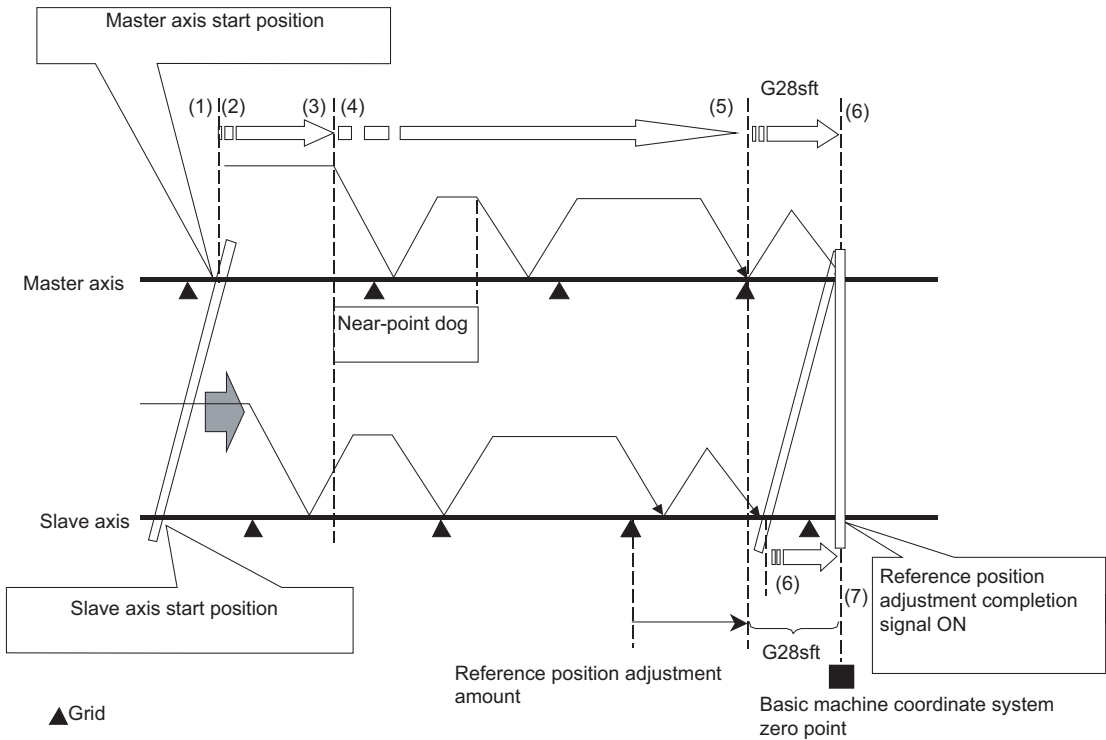 Master axis start position
G28sft
(1) (2) (3) (4) (5) (6)
Master axis
Near-point dog
Slave axis
Slave axis start position
(6) (7)
Reference position
adjustment completion
signal ON
G28sft
Reference position adjustment
amount
Basic machine coordinate system
zero point
▲Grid